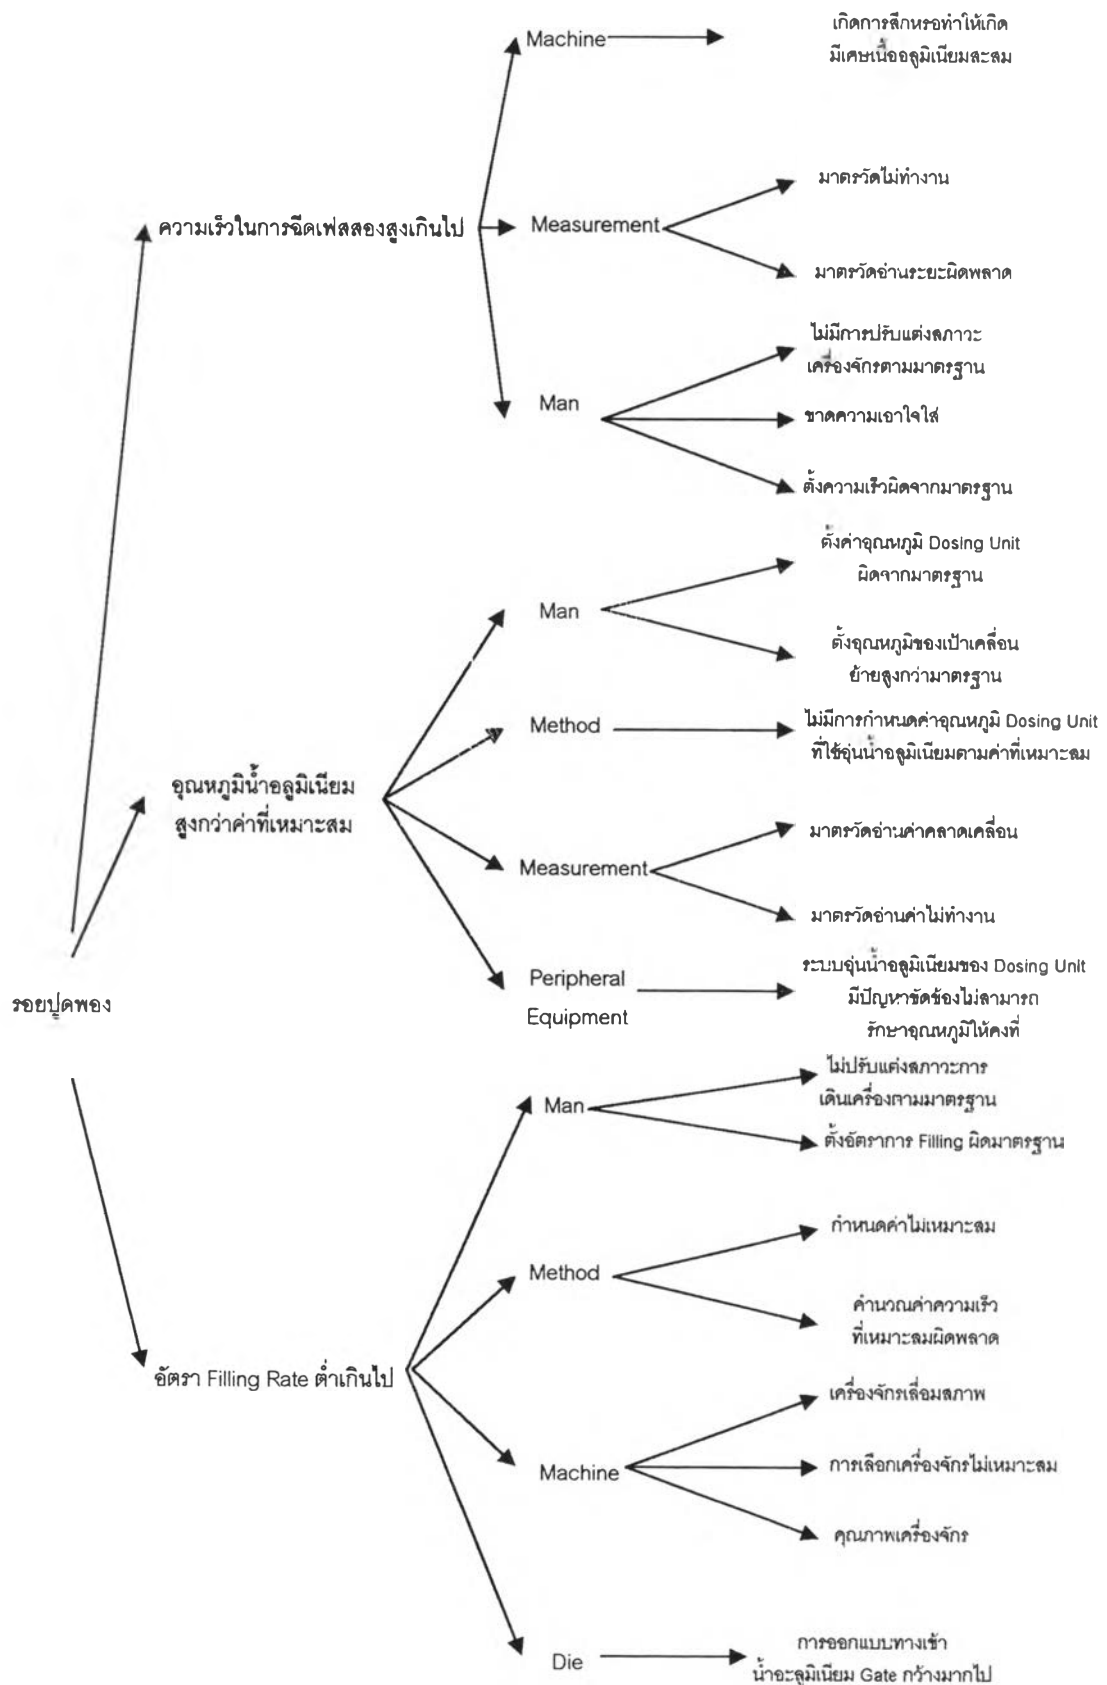 Machine
เกิดการสึกหรอทำให้เกิด
มีเศษเนื้ออลูมิเนียมสะสม
ความเร็วในการฉีดเฟสสองสูงเกินไป
Measurement
มาตรวัดไม่ทำงาน
มาตรวัดอ่านระยะผิดพลาด
Man
ไม่มีการปรับแต่งสภาวะ
เครื่องจักรตามมาตรฐาน
ขาดความเอาใจใส่
ตั้งความเร็วผิดจากมาตรฐาน
Man
ตั้งค่าอุณหภูมิ Dosing Unit
ผิดจากมาตรฐาน
ตั้งอุณหภูมิของเป้าเคลื่อน
ย้ายสูงกว่ามาตรฐาน
Method
ไม่มีการกำหนดค่าอุณหภูมิ Dosing Unit
ที่ใช้อุ่นน้ำอลูมิเนียมตามค่าที่เหมาะสม
อุณหภูมิน้ำอลูมิเนียม
สูงกว่าค่าที่เหมาะสม
Measurement
มาตรวัดอ่านค่าคลาดเคลื่อน
มาตรวัดอ่านค่าไม่ทำงาน
Peripheral
Equipment
ระบบอุ่นน้ำอลูมิเนียมของ Dosing Unit
มีปัญหาขัดข้องไม่สามารถ
รักษาอุณหภูมิให้คงที่
รอยปูดพอง
Man
ไม่ปรับแต่งสภาวะการ
เดินเครื่องตามมาตรฐาน
ตั้งอัตราการ Filling ผิดมาตรฐาน
Method
กำหนดค่าไม่เหมาะสม
คำนวณค่าความเร็ว
ที่เหมาะสมผิดพลาด
อัตรา Filling Rate ต่ำเกินไป
Machine
เครื่องจักรเสื่อมสภาพ
การเลือกเครื่องจักรไม่เหมาะสม
คุณภาพเครื่องจักร
Die
การออกแบบทางเข้า
น้ำอะลูมิเนียม Gate กว้างมากไป